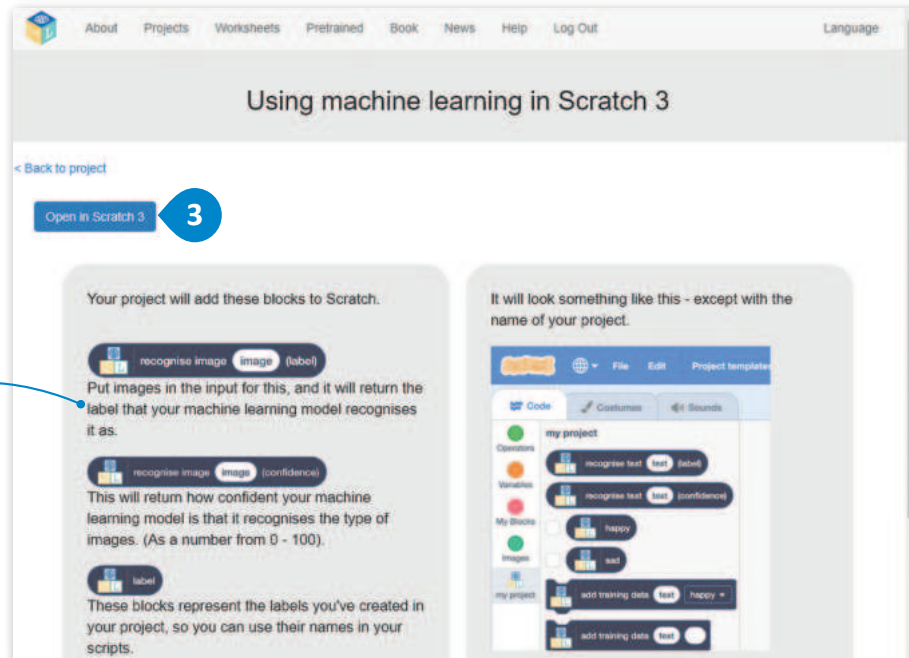 About Projects Worksheets Pretrained Book News Help Log Out Language
Using machine learning in Scratch 3
< Back to project
Open in Scratch 3
3
Your project will add these blocks to Scratch.
recognise image image (label)
Put images in the input for this, and it will return the
label that your machine learning model recognises
it as.
recognise image image (confidence)
This will return how confident your machine
learning model is that it recognises the type of
images. (As a number from 0 - 100).
label
These blocks represent the labels you've created in
your project, so you can use their names in your
scripts.
It will look something like this - except with the
name of your project.
File Edit Project templates
Code Costumes Sounds
my project
Operators
Variables
My Blocks
Images
my project
recognise text text (label)
recognise text text (confidence)
happy
sad
add training data text happy
add training data text